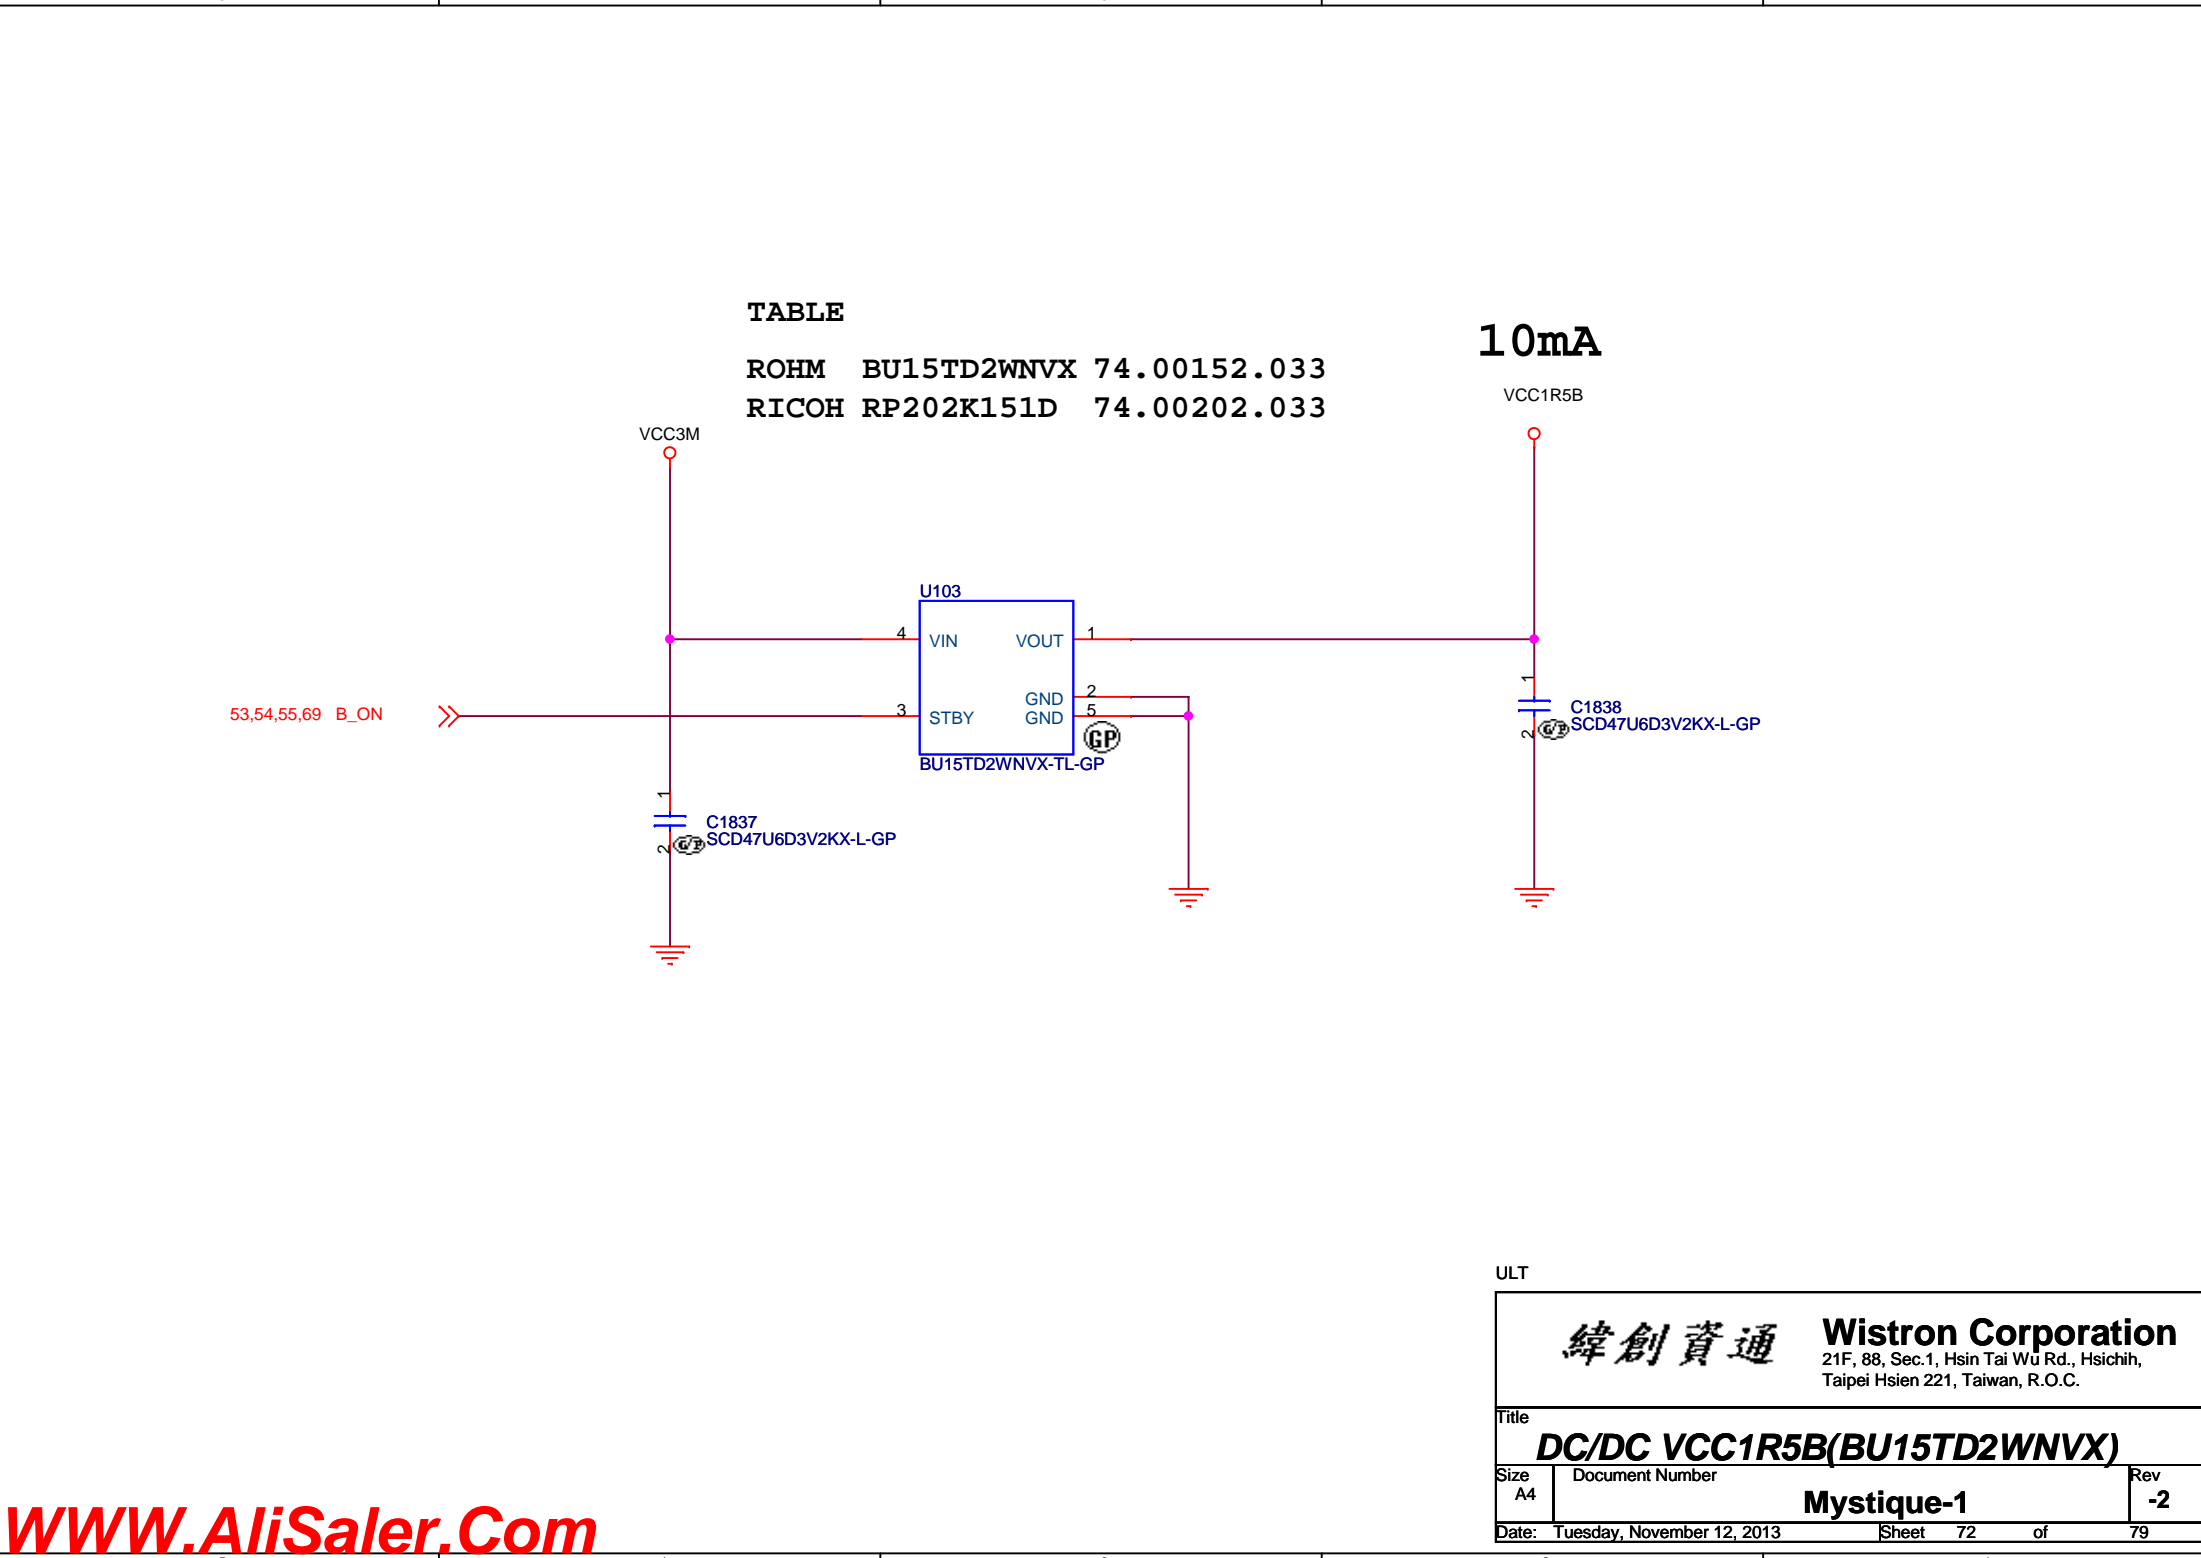 TABLE
ROHM BU15TD2WNVX 74.00152.033
RICOH RP202K151D 74.00202.033
10mA
VCC1R5B
VCC3M
U103
4 VIN VOUT 1
GND 2
53,54,55,69 B_ON
3 STBY GND 5
GP
BU15TD2WNVX-TL-GP
1
2
C1838
G/P SCD47U6D3V2KX-L-GP
1
2
C1837
G/P SCD47U6D3V2KX-L-GP
ULT
緯創資通
Wistron Corporation
21F, 88, Sec.1, Hsin Tai Wu Rd., Hsichih,
Taipei Hsien 221, Taiwan, R.O.C.
Title
DC/DC VCC1R5B(BU15TD2WNVX)
Size Document Number Rev
A4 Mystique-1 -2
Date: Tuesday, November 12, 2013 Sheet 72 of 79
WWW.AliSaler.Com